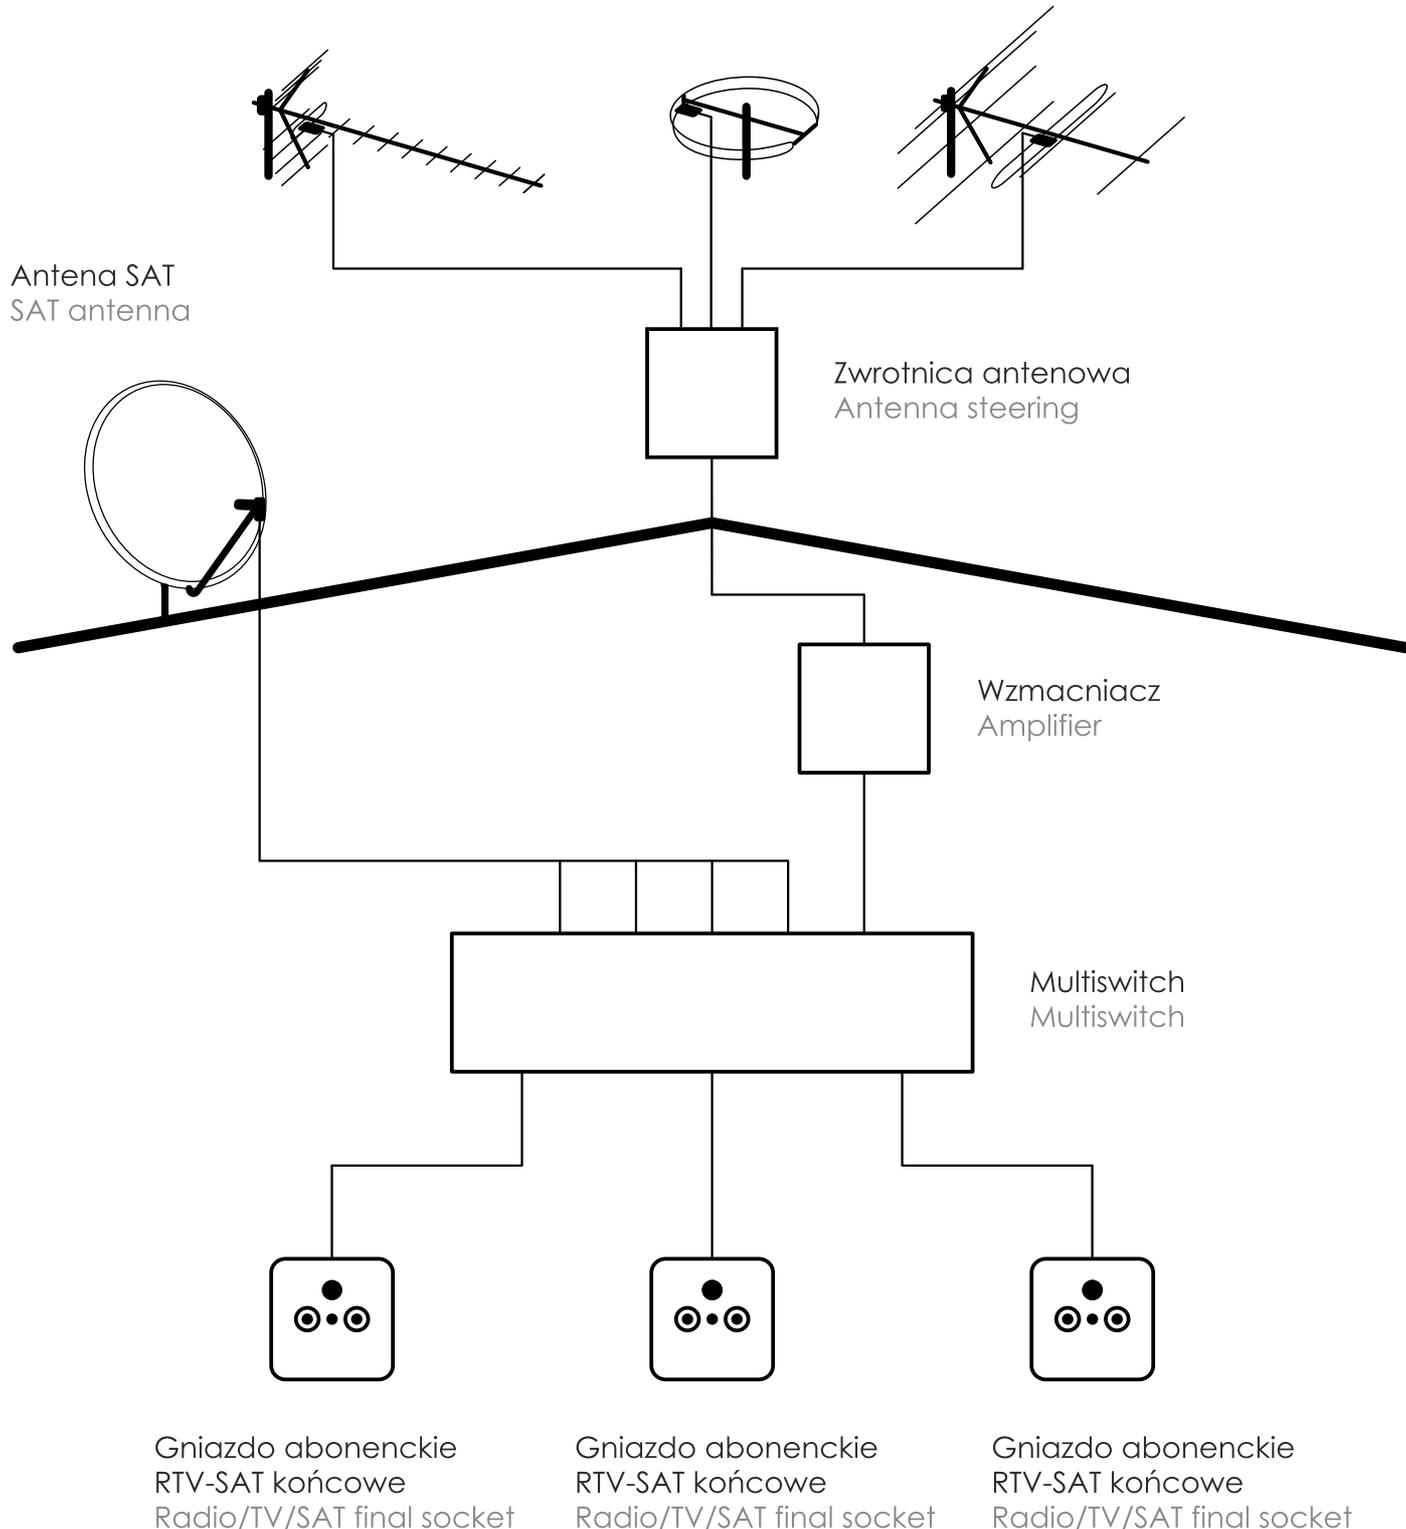 Antena SAT
SAT antenna
Zwrotnica antenowa
Antenna steering
Wzmacniacz
Amplifier
Multiswitch
Multiswitch
Gniazdo abonenckie
RTV-SAT końcowe
Radio/TV/SAT final socket
Gniazdo abonenckie
RTV-SAT końcowe
Radio/TV/SAT final socket
Gniazdo abonenckie
RTV-SAT końcowe
Radio/TV/SAT final socket